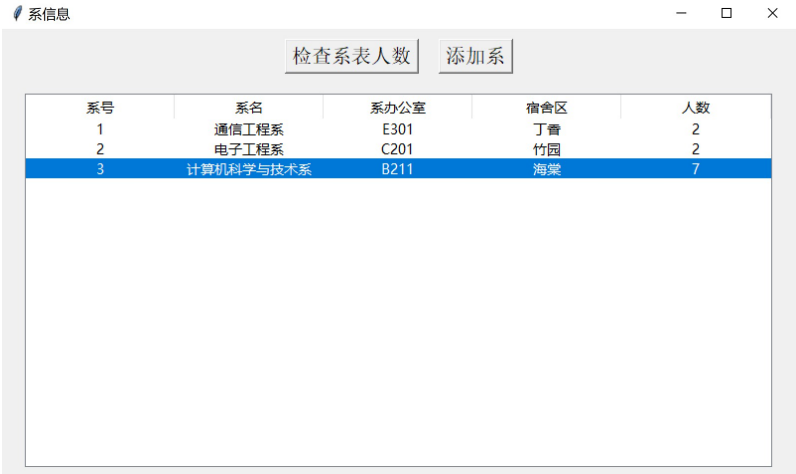 系信息
检查系表人数 添加系
系号 系名 系办公室 宿舍区 人数
1 通信工程系 E301 丁香 2
2 电子工程系 C201 竹园 2
3 计算机科学与技术系 B211 海棠 7